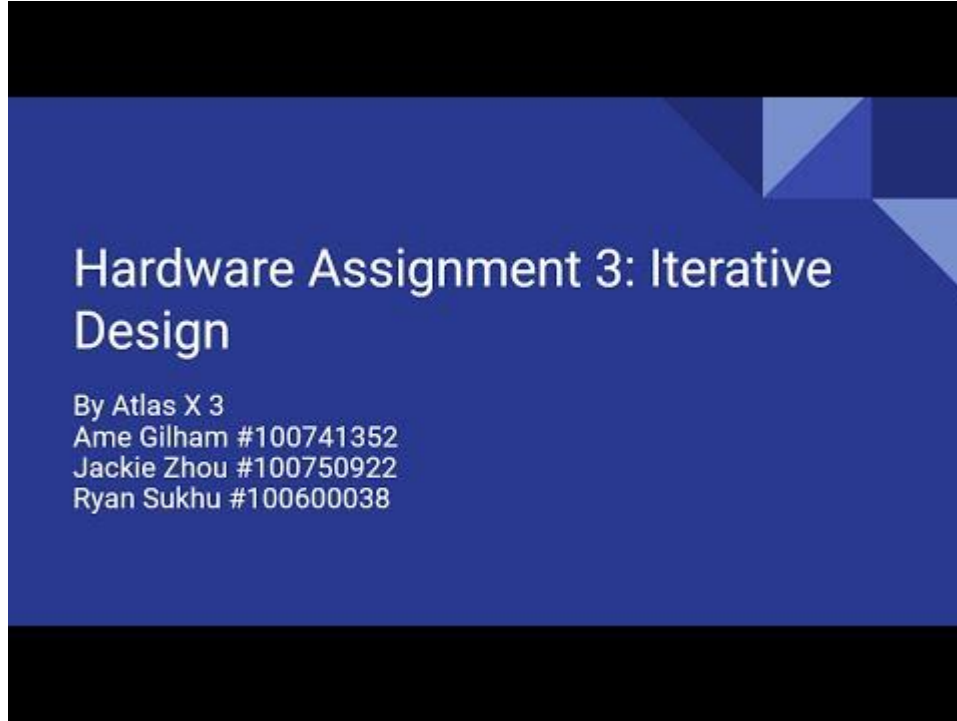 Hardware Assignment 3: Iterative
Design
By Atlas X 3
Ame Gilham #100741352
Jackie Zhou #100750922
Ryan Sukhu #100600038